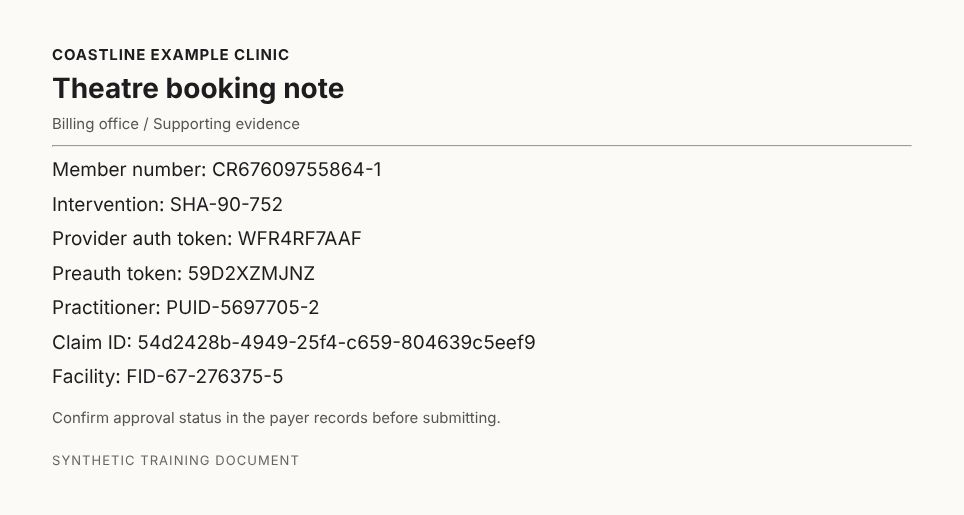 COASTLINE EXAMPLE CLINIC
Theatre booking note
Billing office / Supporting evidence
Member number: CR67609755864-1
Intervention: SHA-90-752
Provider auth token: WFR4RF7AAF
Preauth token: 59D2XZMJNZ
Practitioner: PUID-5697705-2
Claim ID: 54d2428b-4949-25f4-c659-804639c5eef9
Facility: FID-67-276375-5
Confirm approval status in the payer records before submitting.
SYNTHETIC TRAINING DOCUMENT